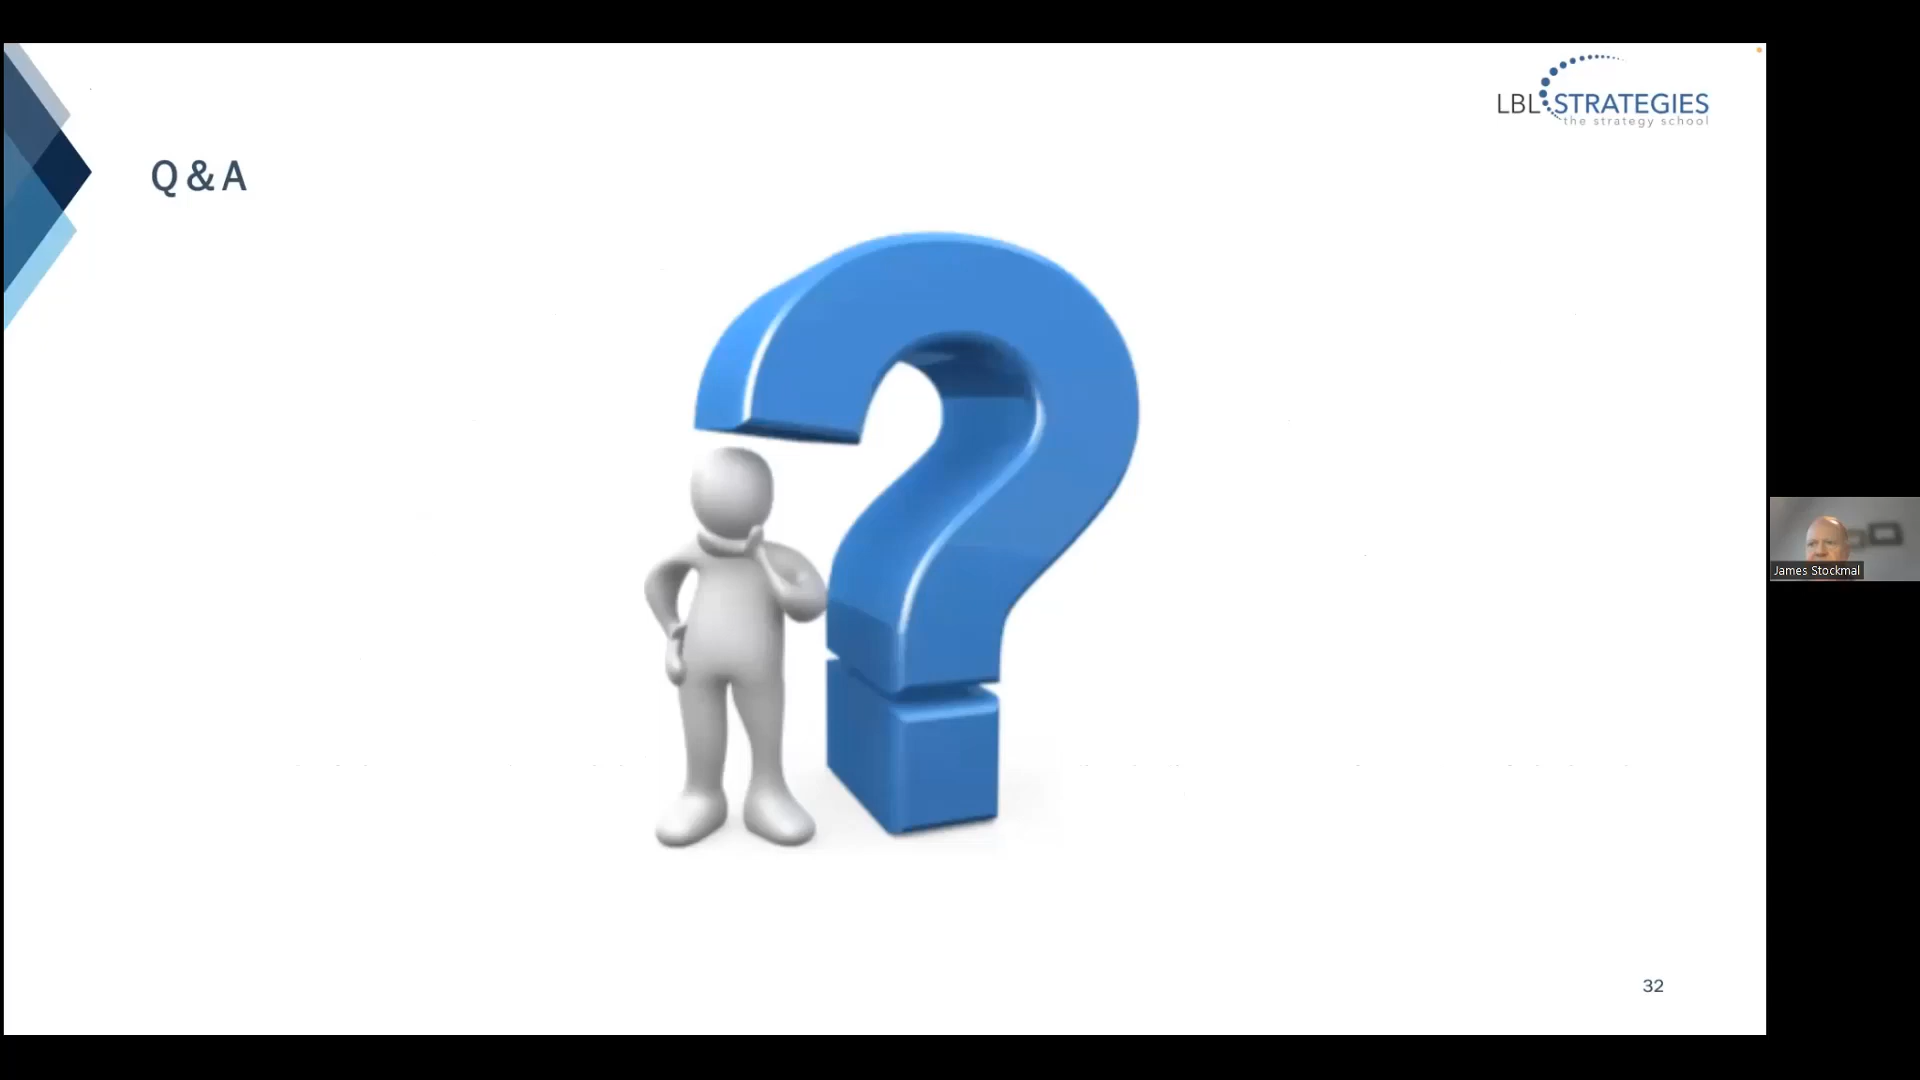 LBL STRATEGIES
the strategy school
Q & A
James Stockmal
32